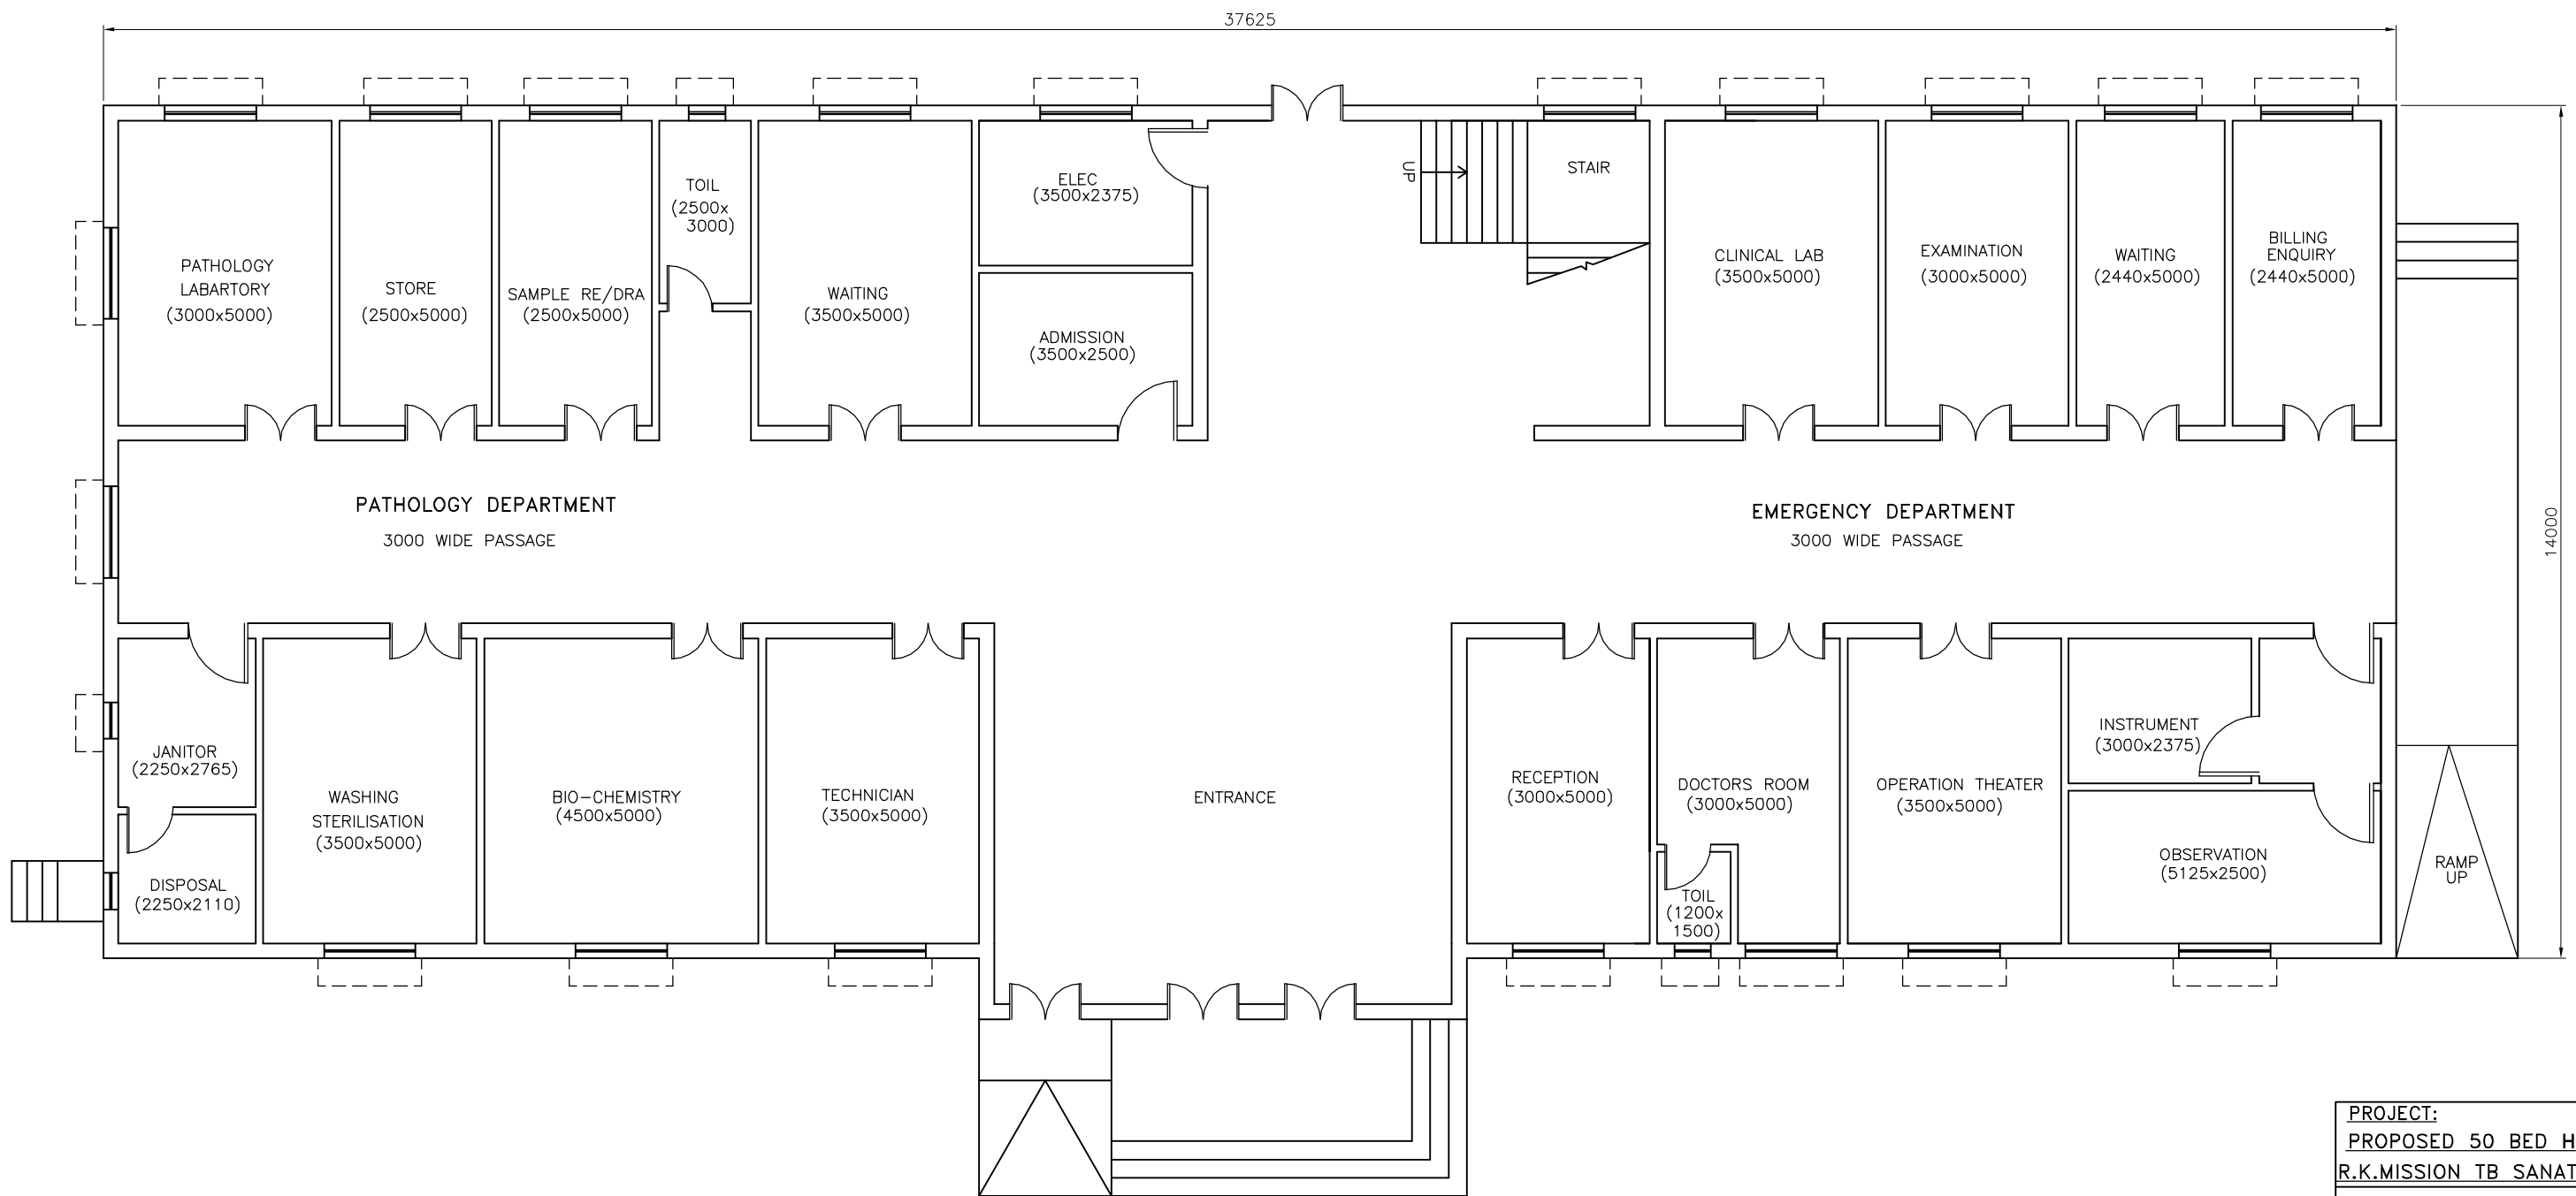 37625
PATHOLOGY
LABARTORY
(3000x5000)
STORE
(2500x5000)
SAMPLE RE/DRA
(2500x5000)
TOIL
(2500x
3000)
WAITING
(3500x5000)
ELEC
(3500x2375)
ADMISSION
(3500x2500)
UP
STAIR
CLINICAL LAB
(3500x5000)
EXAMINATION
(3000x5000)
WAITING
(2440x5000)
BILLING
ENQUIRY
(2440x5000)
PATHOLOGY DEPARTMENT
3000 WIDE PASSAGE
EMERGENCY DEPARTMENT
3000 WIDE PASSAGE
14000
JANITOR
(2250x2765)
DISPOSAL
(2250x2110)
WASHING
STERILISATION
(3500x5000)
BIO-CHEMISTRY
(4500x5000)
TECHNICIAN
(3500x5000)
ENTRANCE
RECEPTION
(3000x5000)
DOCTORS ROOM
(3000x5000)
TOIL
(1200x
1500)
OPERATION THEATER
(3500x5000)
INSTRUMENT
(3000x2375)
OBSERVATION
(5125x2500)
RAMP
UP
PROJECT:
PROPOSED 50 BED H
R.K.MISSION TB SANAT